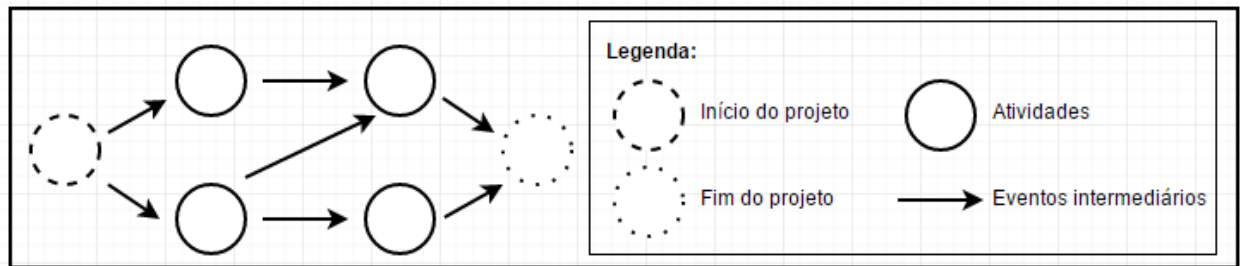 Legenda:
Início do projeto
Atividades
Fim do projeto
Eventos intermediários